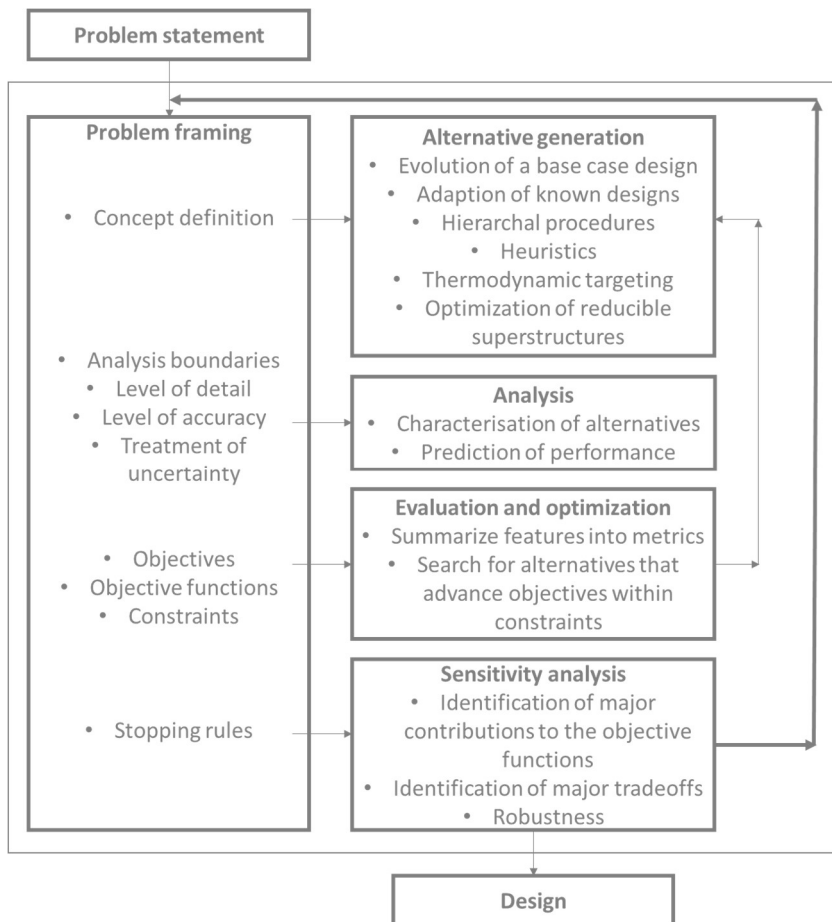 Problem statement
Problem framing
• Concept definition
• Analysis boundaries
• Level of detail
• Level of accuracy
• Treatment of
uncertainty
• Objectives
• Objective functions
• Constraints
• Stopping rules
Alternative generation
• Evolution of a base case design
• Adaption of known designs
• Hierarchal procedures
• Heuristics
• Thermodynamic targeting
• Optimization of reducible
superstructures
Analysis
• Characterisation of alternatives
• Prediction of performance
Evaluation and optimization
• Summarize features into metrics
• Search for alternatives that
advance objectives within
constraints
Sensitivity analysis
• Identification of major
contributions to the objective
functions
• Identification of major tradeoffs
• Robustness
Design